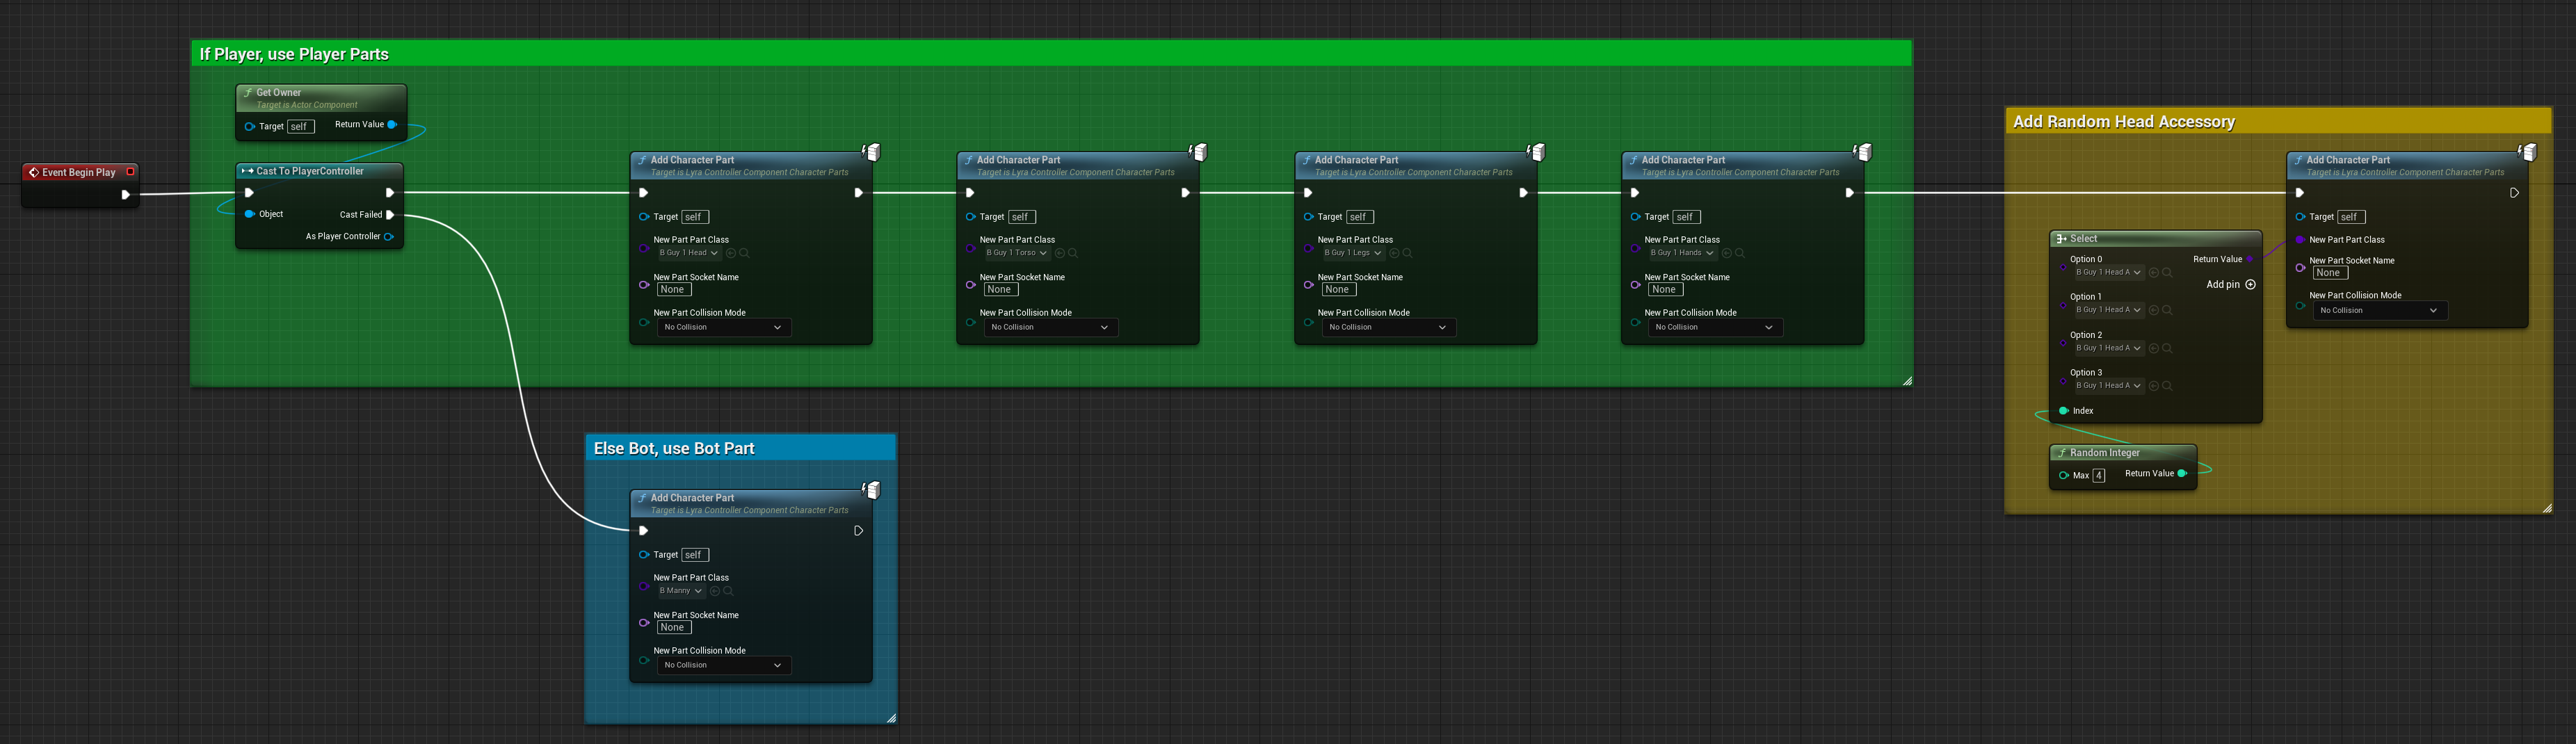 If Player, use Player Parts
Get Owner
Target is Actor Component
Target self Return Value
Event Begin Play
Cast To PlayerController
Object Cast Failed
As Player Controller
Add Character Part
Target is Lyra Controller Component Character Parts
Target self
New Part Part Class
B Guy 1 Head
New Part Socket Name
None
New Part Collision Mode
No Collision
Add Character Part
Target is Lyra Controller Component Character Parts
Target self
New Part Part Class
B Guy 1 Torso
New Part Socket Name
None
New Part Collision Mode
No Collision
Add Character Part
Target is Lyra Controller Component Character Parts
Target self
New Part Part Class
B Guy 1 Legs
New Part Socket Name
None
New Part Collision Mode
No Collision
Add Character Part
Target is Lyra Controller Component Character Parts
Target self
New Part Part Class
B Guy 1 Hands
New Part Socket Name
None
New Part Collision Mode
No Collision
Add Random Head Accessory
Add Character Part
Target is Lyra Controller Component Character Parts
Target self
New Part Part Class
New Part Socket Name
None
New Part Collision Mode
No Collision
Select
Option 0 Return Value
B Guy 1 Head A
Add pin
Option 1
B Guy 1 Head A
Option 2
B Guy 1 Head A
Option 3
B Guy 1 Head A
Index
Random Integer
Max 4 Return Value
Else Bot, use Bot Part
Add Character Part
Target is Lyra Controller Component Character Parts
Target self
New Part Part Class
B Manny
New Part Socket Name
None
New Part Collision Mode
No Collision